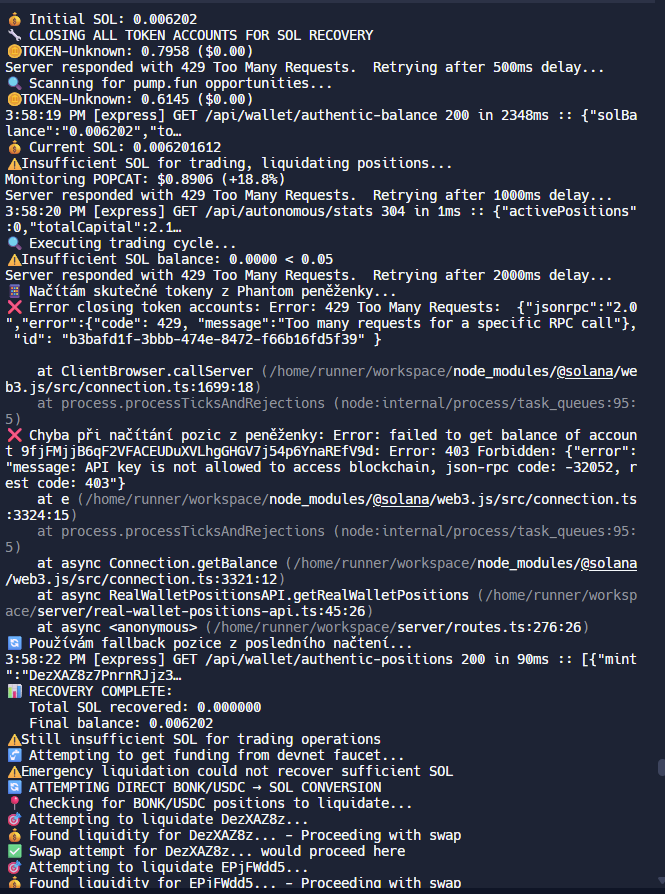 💰 Initial SOL: 0.006202
🔧 CLOSING ALL TOKEN ACCOUNTS FOR SOL RECOVERY
🪙TOKEN-Unknown: 0.7958 ($0.00)
Server responded with 429 Too Many Requests.  Retrying after 500ms delay...
🔍 Scanning for pump.fun opportunities...
🪙TOKEN-Unknown: 0.6145 ($0.00)
3:58:19 PM [express] GET /api/wallet/authentic-balance 200 in 2348ms :: {"solBa
lance":"0.006202","to…
💰 Current SOL: 0.006201612
⚠️Insufficient SOL for trading, liquidating positions...
Monitoring POPCAT: $0.8906 (+18.8%)
Server responded with 429 Too Many Requests.  Retrying after 1000ms delay...
3:58:20 PM [express] GET /api/autonomous/stats 304 in 1ms :: {"activePositions"
:0,"totalCapital":2.1…
🔍 Executing trading cycle...
⚠️Insufficient SOL balance: 0.0000 < 0.05
Server responded with 429 Too Many Requests.  Retrying after 2000ms delay...
📱 Načítám skutečné tokeny z Phantom peněženky...
❌ Error closing token accounts: Error: 429 Too Many Requests:  {"jsonrpc":"2.0
","error":{"code": 429, "message":"Too many requests for a specific RPC call"},
 "id": "b3bafd1f-3bbb-474e-8472-f66b16fd5f39" }
    at ClientBrowser.callServer (/home/runner/workspace/node_modules/@solana/we
b3.js/src/connection.ts:1699:18)
    at process.processTicksAndRejections (node:internal/process/task_queues:95:
5)
❌ Chyba při načítání pozic z peněženky: Error: failed to get balance of accoun
t 9fjFMjjB6qF2VFACEUDuXVLhgGHGV7j54p6YnaREfV9d: Error: 403 Forbidden: {"error":
"message: API key is not allowed to access blockchain, json-rpc code: -32052, r
est code: 403"}
    at e (/home/runner/workspace/node_modules/@solana/web3.js/src/connection.ts
:3324:15)
    at process.processTicksAndRejections (node:internal/process/task_queues:95:
5)
    at async Connection.getBalance (/home/runner/workspace/node_modules/@solana
/web3.js/src/connection.ts:3321:12)
    at async RealWalletPositionsAPI.getRealWalletPositions (/home/runner/worksp
ace/server/real-wallet-positions-api.ts:45:26)
    at async <anonymous> (/home/runner/workspace/server/routes.ts:276:26)
🔄 Používám fallback pozice z posledního načtení...
3:58:22 PM [express] GET /api/wallet/authentic-positions 200 in 90ms :: [{"mint
":"DezXAZ8z7PnrnRJjz3…
📊 RECOVERY COMPLETE:
   Total SOL recovered: 0.000000
   Final balance: 0.006202
⚠️Still insufficient SOL for trading operations
🚰 Attempting to get funding from devnet faucet...
⚠️Emergency liquidation could not recover sufficient SOL
🔄 ATTEMPTING DIRECT BONK/USDC → SOL CONVERSION
📍 Checking for BONK/USDC positions to liquidate...
🎯 Attempting to liquidate DezXAZ8z...
💰 Found liquidity for DezXAZ8z... - Proceeding with swap
✅ Swap attempt for DezXAZ8z... would proceed here
🎯 Attempting to liquidate EPjFWdd5...
💰 Found liquidity for EPjFWdd5... - Proceeding with swap